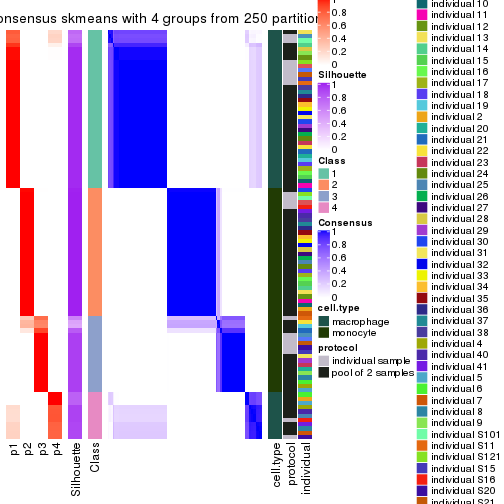 onsensus skmeans with 4 groups from 250 partition
p1
p2
p3
p4
Silhouette
Class
cell.type
protocol
individual
0.8
0.6
0.4
0.2
0
Silhouette
1
0.8
0.6
0.4
0.2
0
Class
1
2
3
4
Consensus
1
0.8
0.6
0.4
0.2
0
cell.type
macrophage
monocyte
protocol
individual sample
pool of 2 samples
individual 10
individual 11
individual 12
individual 13
individual 14
individual 15
individual 16
individual 17
individual 18
individual 19
individual 2
individual 20
individual 21
individual 22
individual 23
individual 24
individual 25
individual 26
individual 27
individual 28
individual 29
individual 30
individual 31
individual 32
individual 33
individual 34
individual 35
individual 36
individual 37
individual 38
individual 4
individual 40
individual 41
individual 5
individual 6
individual 7
individual 8
individual 9
individual S101
individual S11
individual S121
individual S15
individual S16
individual S20
individual S21